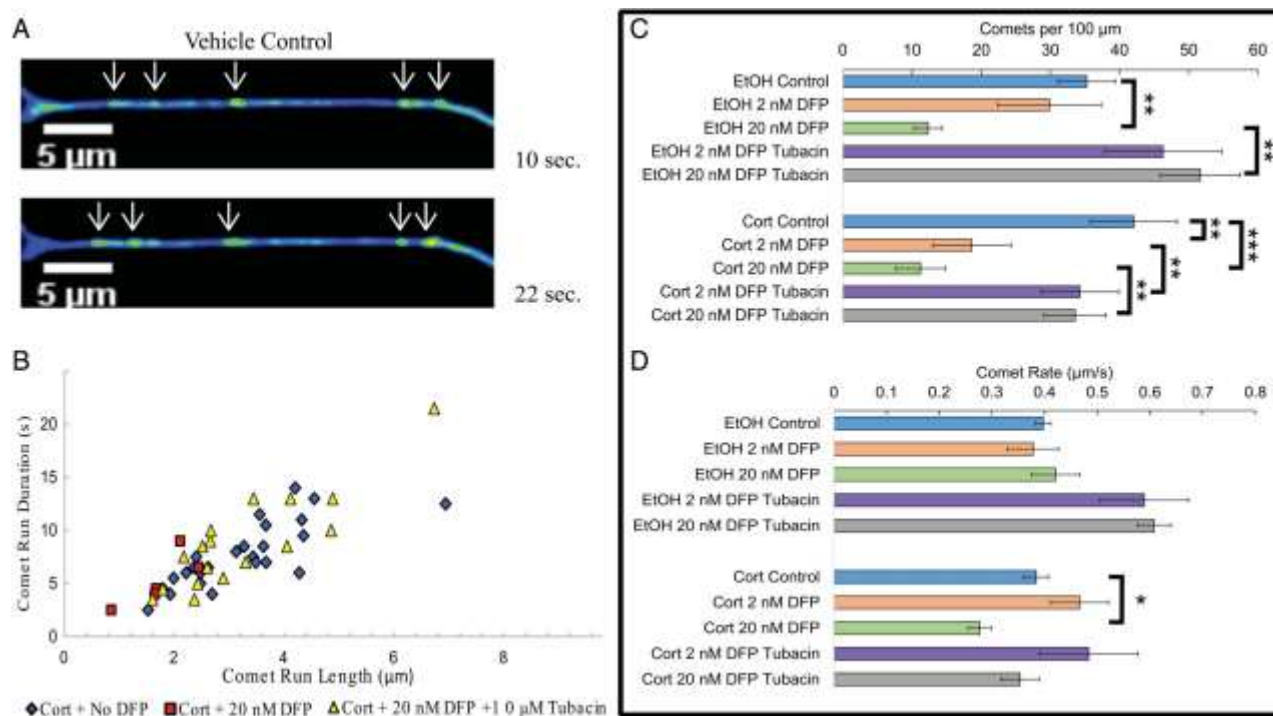 A
Vehicle Control
5 µm
10 sec.
5 µm
22 sec.
B
Comet Run Duration (s)
20
15
10
5
0
0 2 4 6 8
Comet Run Length (µm)
Cort + No DFP Cort + 20 nM DFP Cort + 20 nM DFP +1 0 µM Tubacin
C
Comets per 100 µm
0 10 20 30 40 50 60
EtOH Control
EtOH 2 nM DFP
EtOH 20 nM DFP
EtOH 2 nM DFP Tubacin
EtOH 20 nM DFP Tubacin
**
**
Cort Control
Cort 2 nM DFP
Cort 20 nM DFP
Cort 2 nM DFP Tubacin
Cort 20 nM DFP Tubacin
**
***
**
**
D
Comet Rate (µm/s)
0 0.1 0.2 0.3 0.4 0.5 0.6 0.7 0.8
EtOH Control
EtOH 2 nM DFP
EtOH 20 nM DFP
EtOH 2 nM DFP Tubacin
EtOH 20 nM DFP Tubacin
Cort Control
Cort 2 nM DFP
Cort 20 nM DFP
Cort 2 nM DFP Tubacin
Cort 20 nM DFP Tubacin
*